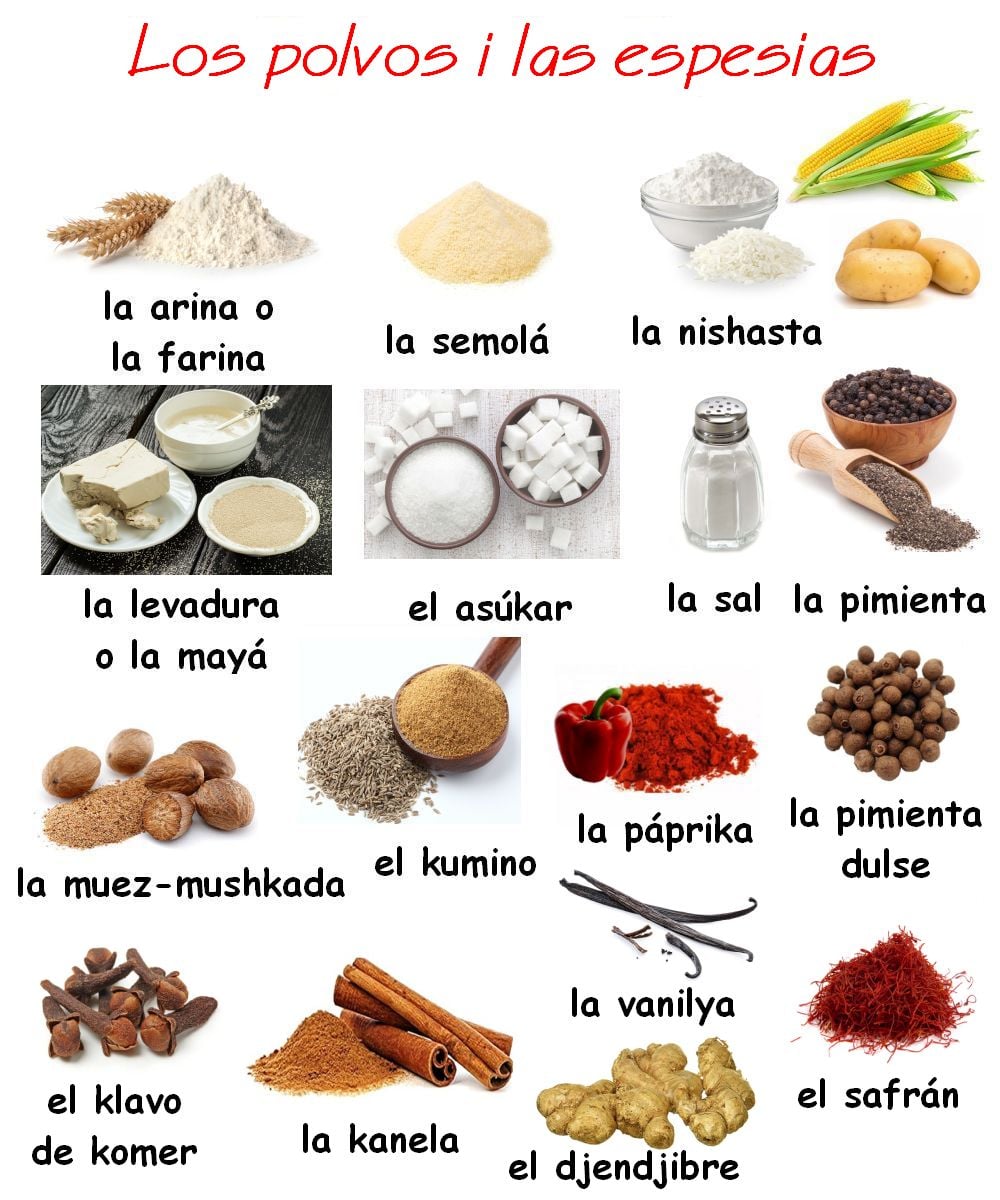 Los polvos i las espesias
la arina o
la farina
la semolá
la nishasta
la levadura
o la mayá
el asúkar
la sal
la pimienta
la muez-mushkada
el kumino
la páprika
la pimienta
dulse
el klavo
de komer
la kanela
la vanilya
el djendjibre
el safrán